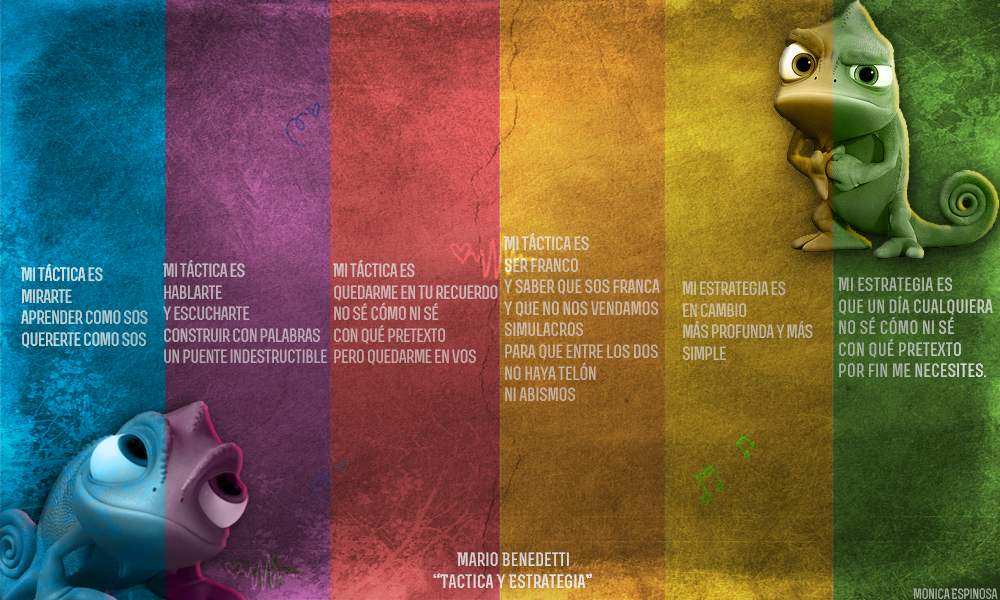 MI TÁCTICA ES
MIRARTE
APRENDER COMO SOS
QUERERTE COMO SOS
MI TÁCTICA ES
HABLARTE
Y ESCUCHARTE
CONSTRUIR CON PALABRAS
UN PUENTE INDESTRUCTIBLE
MI TÁCTICA ES
QUEDARME EN TU RECUERDO
NO SÉ CÓMO NI SÉ
CON QUÉ PRETEXTO
PERO QUEDARME EN VOS
MI TÁCTICA ES
SER FRANCO
Y SABER QUE SOS FRANCA
Y QUE NO NOS VENDAMOS
SIMULACROS
PARA QUE ENTRE LOS DOS
NO HAYA TELÓN
NI ABISMOS
MI ESTRATEGIA ES
EN CAMBIO
MÁS PROFUNDA Y MÁS
SIMPLE
MI ESTRATEGIA ES
QUE UN DÍA CUALQUIERA
NO SÉ CÓMO NI SÉ
CON QUÉ PRETEXTO
POR FIN ME NECESITES.
MARIO BENEDETTI
“TACTICA Y ESTRATEGIA”
MONICA ESPINOSA